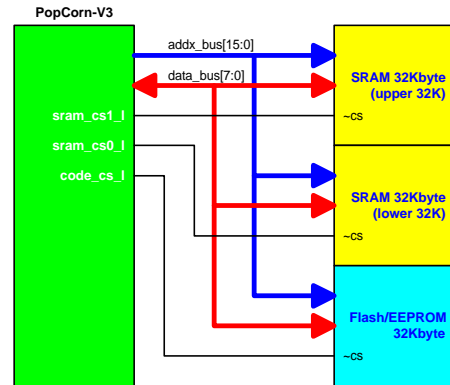 PopCorn-V3
addx_bus[15:0]
data_bus[7:0]
SRAM 32Kbyte
(upper 32K)
sram_cs1_l
~cs
sram_cs0_l
code_cs_l
SRAM 32Kbyte
(lower 32K)
~cs
Flash/EEPROM
32Kbyte
~cs